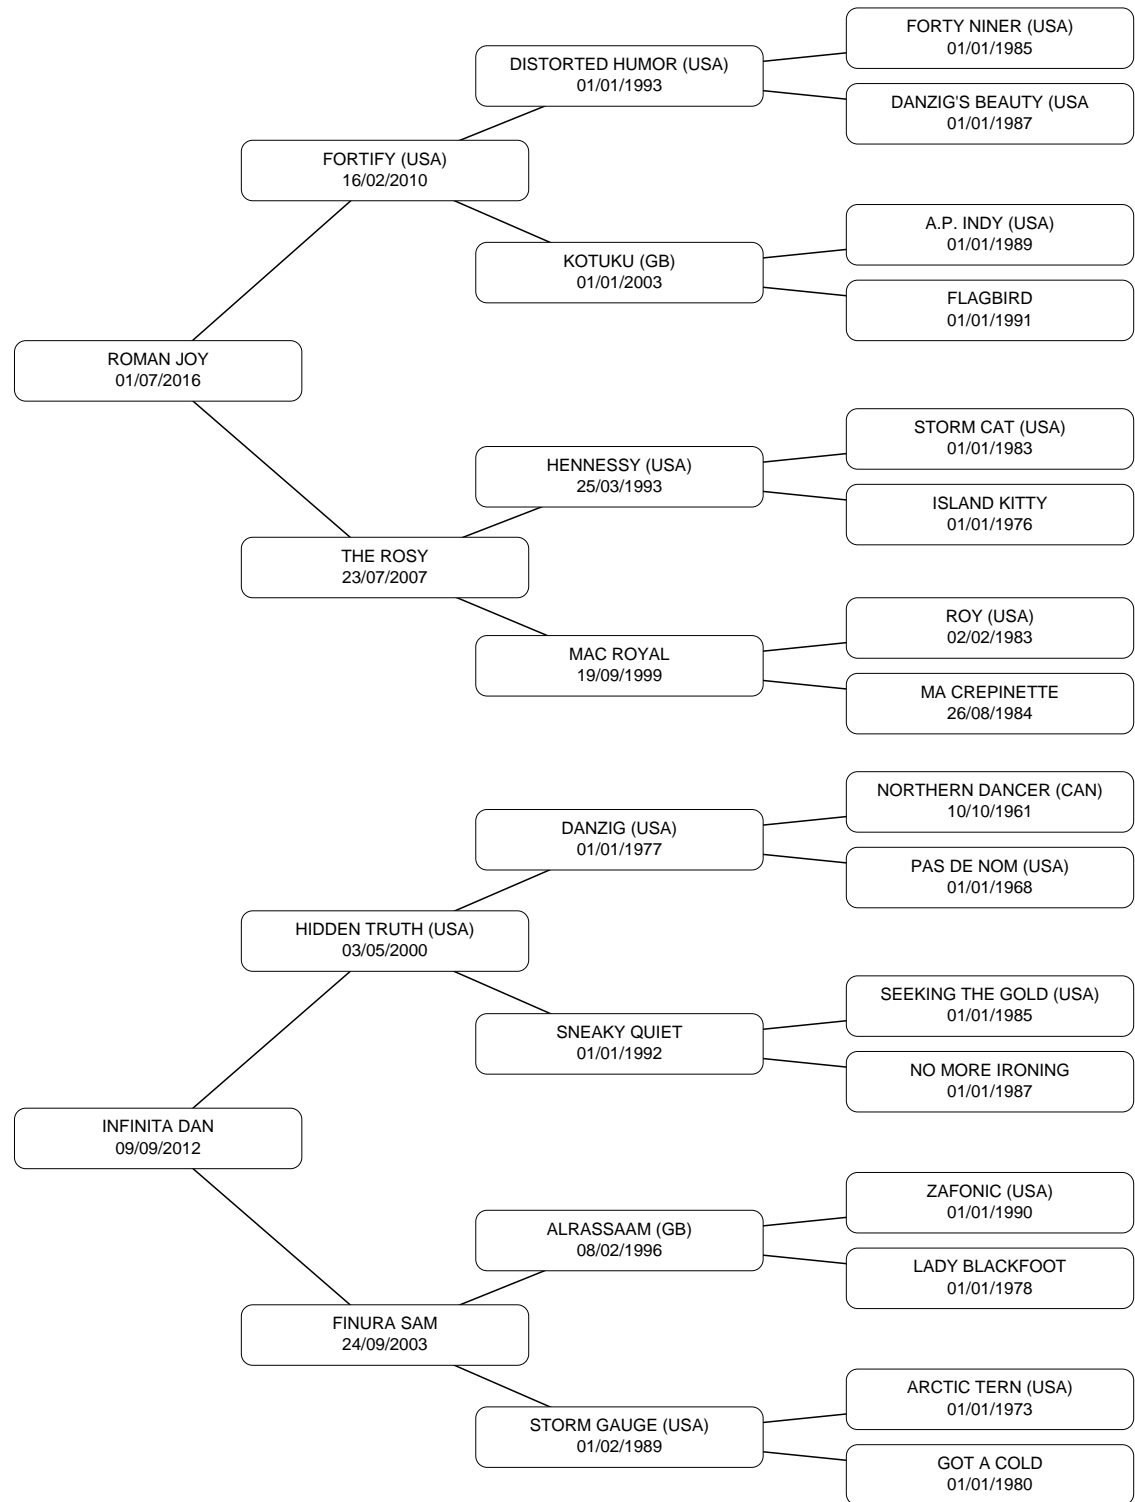 FORTY NINER (USA)
01/01/1985
DISTORTED HUMOR (USA)
01/01/1993
DANZIG'S BEAUTY (USA
01/01/1987
FORTIFY (USA)
16/02/2010
A.P. INDY (USA)
01/01/1989
KOTUKU (GB)
01/01/2003
FLAGBIRD
01/01/1991
ROMAN JOY
01/07/2016
STORM CAT (USA)
01/01/1983
HENNESSY (USA)
25/03/1993
ISLAND KITTY
01/01/1976
THE ROSY
23/07/2007
ROY (USA)
02/02/1983
MAC ROYAL
19/09/1999
MA CREPINETTE
26/08/1984
NORTHERN DANCER (CAN)
10/10/1961
DANZIG (USA)
01/01/1977
PAS DE NOM (USA)
01/01/1968
HIDDEN TRUTH (USA)
03/05/2000
SEEKING THE GOLD (USA)
01/01/1985
SNEAKY QUIET
01/01/1992
NO MORE IRONING
01/01/1987
INFINITA DAN
09/09/2012
ZAFONIC (USA)
01/01/1990
ALRASSAAM (GB)
08/02/1996
LADY BLACKFOOT
01/01/1978
FINURA SAM
24/09/2003
ARCTIC TERN (USA)
01/01/1973
STORM GAUGE (USA)
01/02/1989
GOT A COLD
01/01/1980